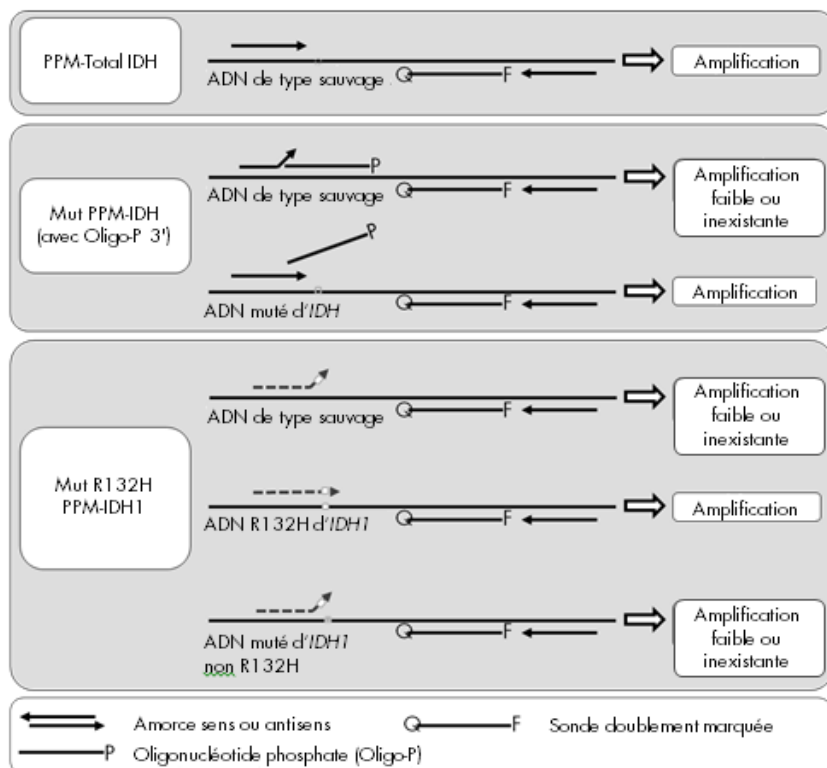 PPM-Total IDH
ADN de type sauvage
Q
F
Amplification
Mut PPM-IDH
(avec Oligo-P 3')
P
ADN de type sauvage
Q
F
Amplification
faible ou
inexistante
P
ADN muté d'IDH
Q
F
Amplification
Mut R132H
PPM-IDH1
ADN de type sauvage
Q
F
Amplification
faible ou
inexistante
ADN R132H d'IDH1
Q
F
Amplification
ADN muté d'IDH1
non R132H
Q
F
Amplification
faible ou
inexistante
Amorce sens ou antisens
Q
F
Sonde doublement marquée
P
Oligonucléotide phosphate (Oligo-P)